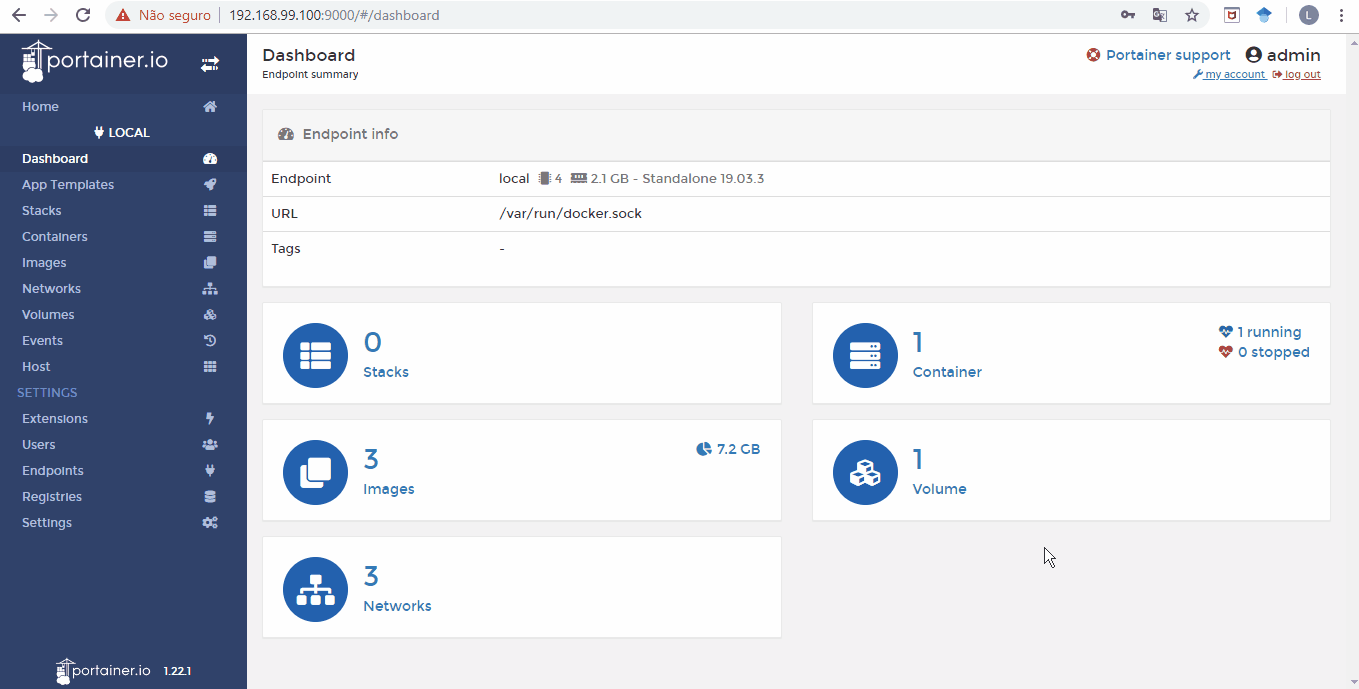 Não seguro 192.168.99.100:9000/#/dashboard
L
portainer.io
Home
LOCAL
Dashboard
App Templates
Stacks
Containers
Images
Networks
Volumes
Events
Host
SETTINGS
Extensions
Users
Endpoints
Registries
Settings
portainer.io 1.22.1
Dashboard
Endpoint summary
Portainer support admin
my account log out
Endpoint info
Endpoint local 4 2.1 GB - Standalone 19.03.3
URL /var/run/docker.sock
Tags -
0
Stacks
1
Container
1 running
0 stopped
3
Images
7.2 GB
1
Volume
3
Networks